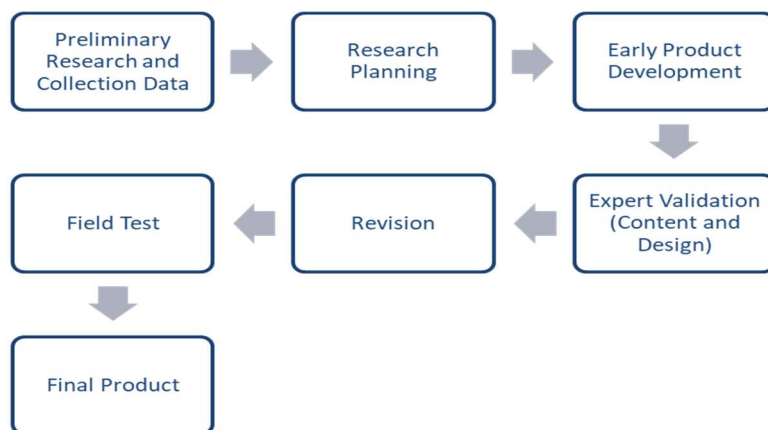 Preliminary
Research and
Collection Data
Research
Planning
Early Product
Development
Expert Validation
(Content and
Design)
Revision
Field Test
Final Product